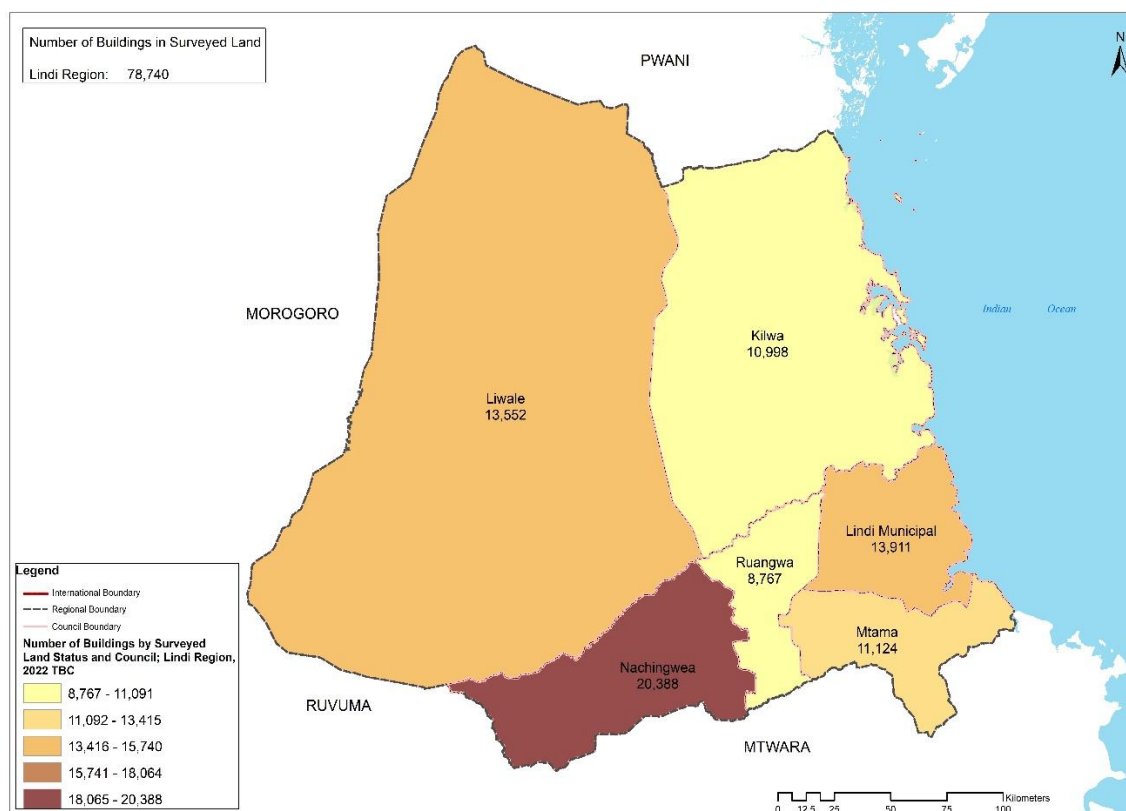 Number of Buildings in Surveyed Land
Lindi Region: 78,740
N
PWANI
MOROGORO
Kilwa
10,998
Indian Ocean
Liwale
13,552
Lindi Municipal
13,911
Ruangwa
8,767
Mtama
11,124
Nachingwea
20,388
RUVUMA
MTWARA
Legend
International Boundary
Regional Boundary
Council Boundary
Number of Buildings by Surveyed
Land Status and Council; Lindi Region,
2022 TBC
8,767 - 11,091
11,092 - 13,415
13,416 - 15,740
15,741 - 18,064
18,065 - 20,388
Kilometers
0 12.5 25 50 75 100